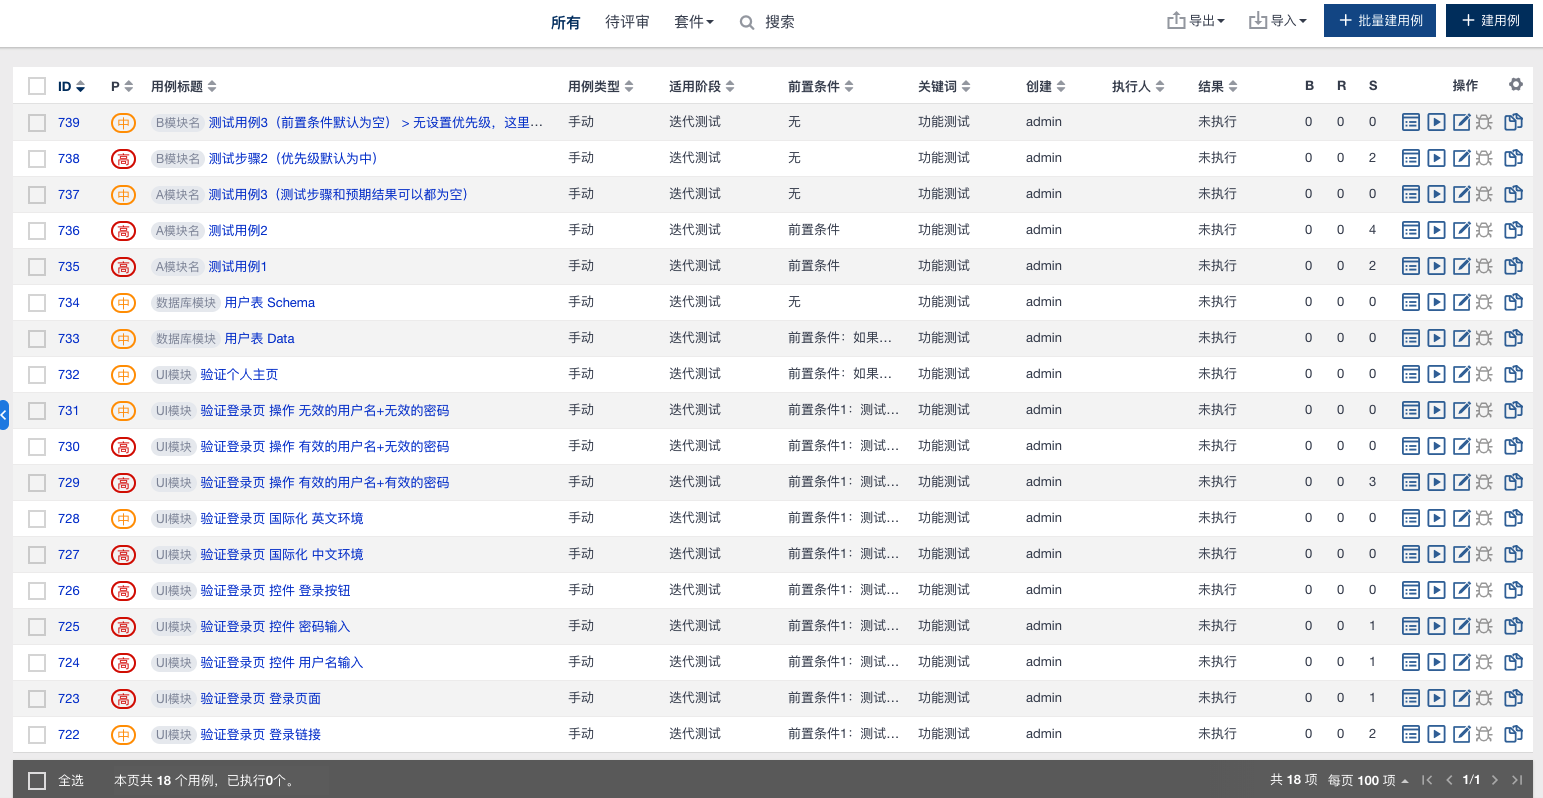 所有 待评审 套件 搜索 导出 导入 批量建用例 建用例
ID P 用例标题 用例类型 适用阶段 前置条件 关键词 创建 执行人 结果 B R S 操作
739 中 B模块名 测试用例3（前置条件默认为空） > 无设置优先级，这里... 手动 迭代测试 无 功能测试 admin 未执行 0 0 0
738 高 B模块名 测试步骤2（优先级默认为中） 手动 迭代测试 无 功能测试 admin 未执行 0 0 2
737 中 A模块名 测试用例3（测试步骤和预期结果可以都为空） 手动 迭代测试 无 功能测试 admin 未执行 0 0 0
736 高 A模块名 测试用例2 手动 迭代测试 前置条件 功能测试 admin 未执行 0 0 4
735 高 A模块名 测试用例1 手动 迭代测试 前置条件 功能测试 admin 未执行 0 0 2
734 中 数据库模块 用户表 Schema 手动 迭代测试 无 功能测试 admin 未执行 0 0 0
733 中 数据库模块 用户表 Data 手动 迭代测试 前置条件：如果... 功能测试 admin 未执行 0 0 0
732 中 UI模块 验证个人主页 手动 迭代测试 前置条件：如果... 功能测试 admin 未执行 0 0 0
731 中 UI模块 验证登录页 操作 无效的用户名+无效的密码 手动 迭代测试 前置条件1：测试... 功能测试 admin 未执行 0 0 0
730 高 UI模块 验证登录页 操作 有效的用户名+无效的密码 手动 迭代测试 前置条件1：测试... 功能测试 admin 未执行 0 0 0
729 高 UI模块 验证登录页 操作 有效的用户名+有效的密码 手动 迭代测试 前置条件1：测试... 功能测试 admin 未执行 0 0 3
728 中 UI模块 验证登录页 国际化 英文环境 手动 迭代测试 前置条件1：测试... 功能测试 admin 未执行 0 0 0
727 高 UI模块 验证登录页 国际化 中文环境 手动 迭代测试 前置条件1：测试... 功能测试 admin 未执行 0 0 0
726 高 UI模块 验证登录页 控件 登录按钮 手动 迭代测试 前置条件1：测试... 功能测试 admin 未执行 0 0 0
725 高 UI模块 验证登录页 控件 密码输入 手动 迭代测试 前置条件1：测试... 功能测试 admin 未执行 0 0 1
724 高 UI模块 验证登录页 控件 用户名输入 手动 迭代测试 前置条件1：测试... 功能测试 admin 未执行 0 0 1
723 高 UI模块 验证登录页 登录页面 手动 迭代测试 前置条件1：测试... 功能测试 admin 未执行 0 0 1
722 中 UI模块 验证登录页 登录链接 手动 迭代测试 前置条件1：测试... 功能测试 admin 未执行 0 0 2
全选 本页共 18 个用例，已执行0个。 共 18 项 每页 100 项 1/1